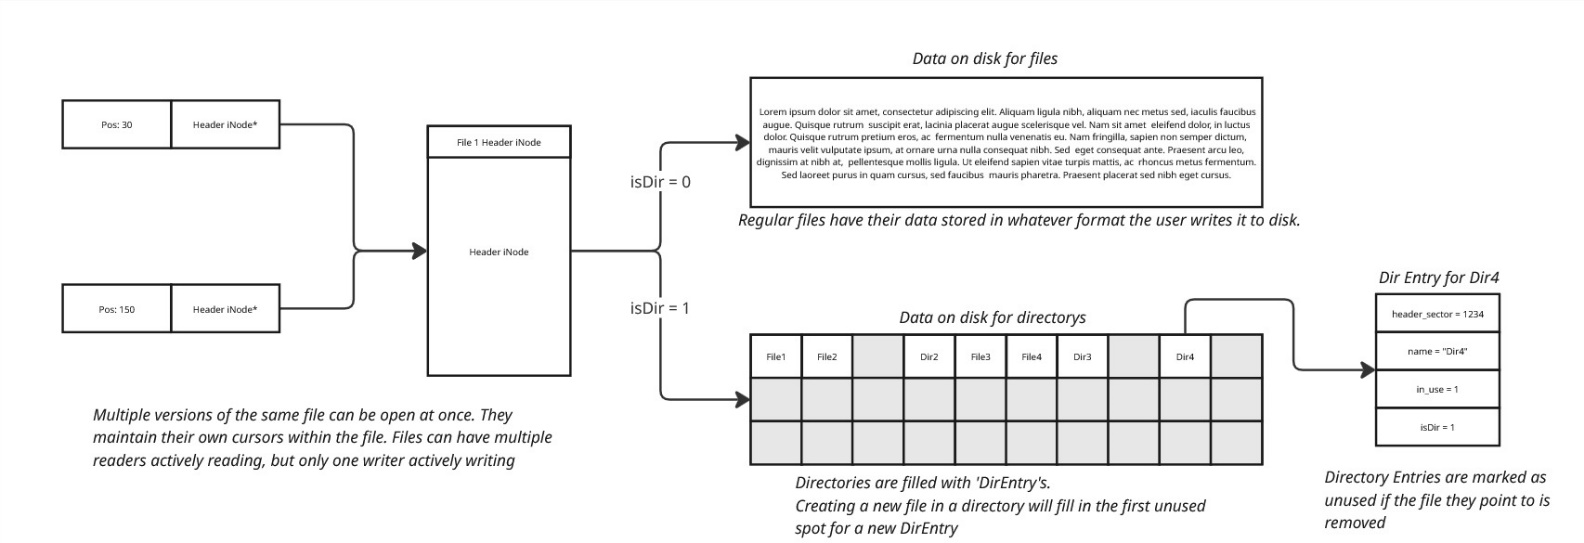 Data on disk for files
Pos: 30
Header iNode*
File 1 Header iNode
Header iNode
Pos: 150
Header iNode*
isDir = 0
Lorem ipsum dolor sit amet, consectetur adipiscing elit. Aliquam ligula nibh, aliquam nec metus sed, iaculis faucibus
augue. Quisque rutrum suscipit erat, lacinia placerat augue scelerisque vel. Nam sit amet eleifend dolor, in luctus
dolor. Quisque rutrum pretium eros, ac fermentum nulla venenatis eu. Nam fringilla, sapien non semper dictum,
mauris velit vulputate ipsum, at ornare urna nulla consequat nibh. Sed eget consequat ante. Praesent arcu leo,
dignissim at nibh at, pellentesque mollis ligula. Ut eleifend sapien vitae turpis mattis, ac rhoncus metus fermentum.
Sed laoreet purus in quam cursus, sed faucibus mauris pharetra. Praesent placerat sed nibh eget cursus.
Regular files have their data stored in whatever format the user writes it to disk.
isDir = 1
Data on disk for directorys
File1
File2
Dir2
File3
File4
Dir3
Dir4
Dir Entry for Dir4
header_sector = 1234
name = "Dir4"
in_use = 1
isDir = 1
Multiple versions of the same file can be open at once. They
maintain their own cursors within the file. Files can have multiple
readers actively reading, but only one writer actively writing
Directories are filled with 'DirEntry's.
Creating a new file in a directory will fill in the first unused
spot for a new DirEntry
Directory Entries are marked as
unused if the file they point to is
removed